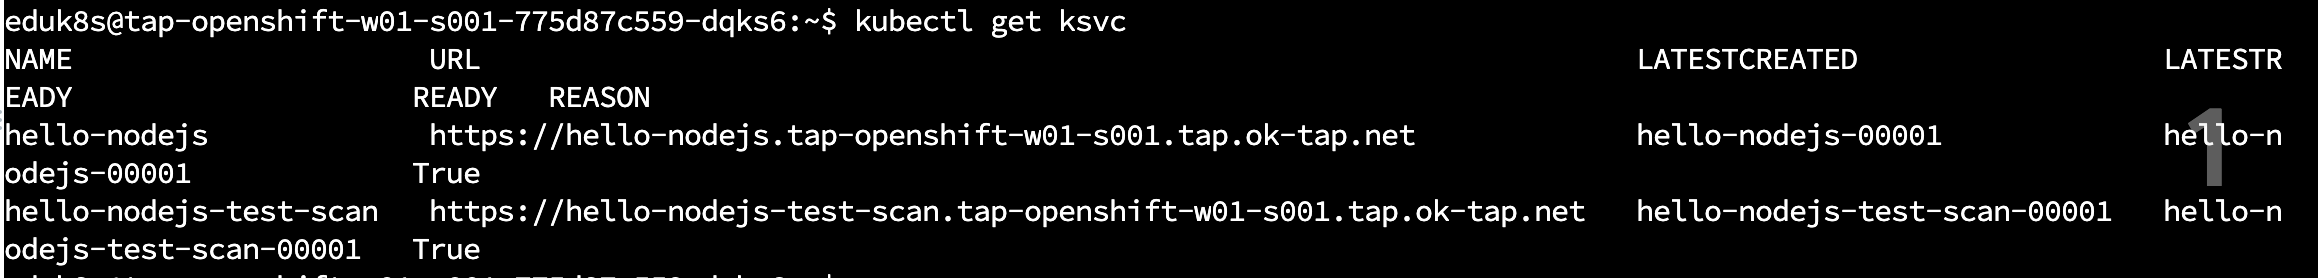 eduk8s@tap-openshift-w01-s001-775d87c559-dqks6:~$ kubectl get ksvc
NAME                     URL                                                                    LATESTCREATED                  LATESTR
EADY                    READY   REASON
hello-nodejs             https://hello-nodejs.tap-openshift-w01-s001.tap.ok-tap.net             hello-nodejs-00001             hello-n
odejs-00001             True
hello-nodejs-test-scan   https://hello-nodejs-test-scan.tap-openshift-w01-s001.tap.ok-tap.net   hello-nodejs-test-scan-00001   hello-n
odejs-test-scan-00001   True
1